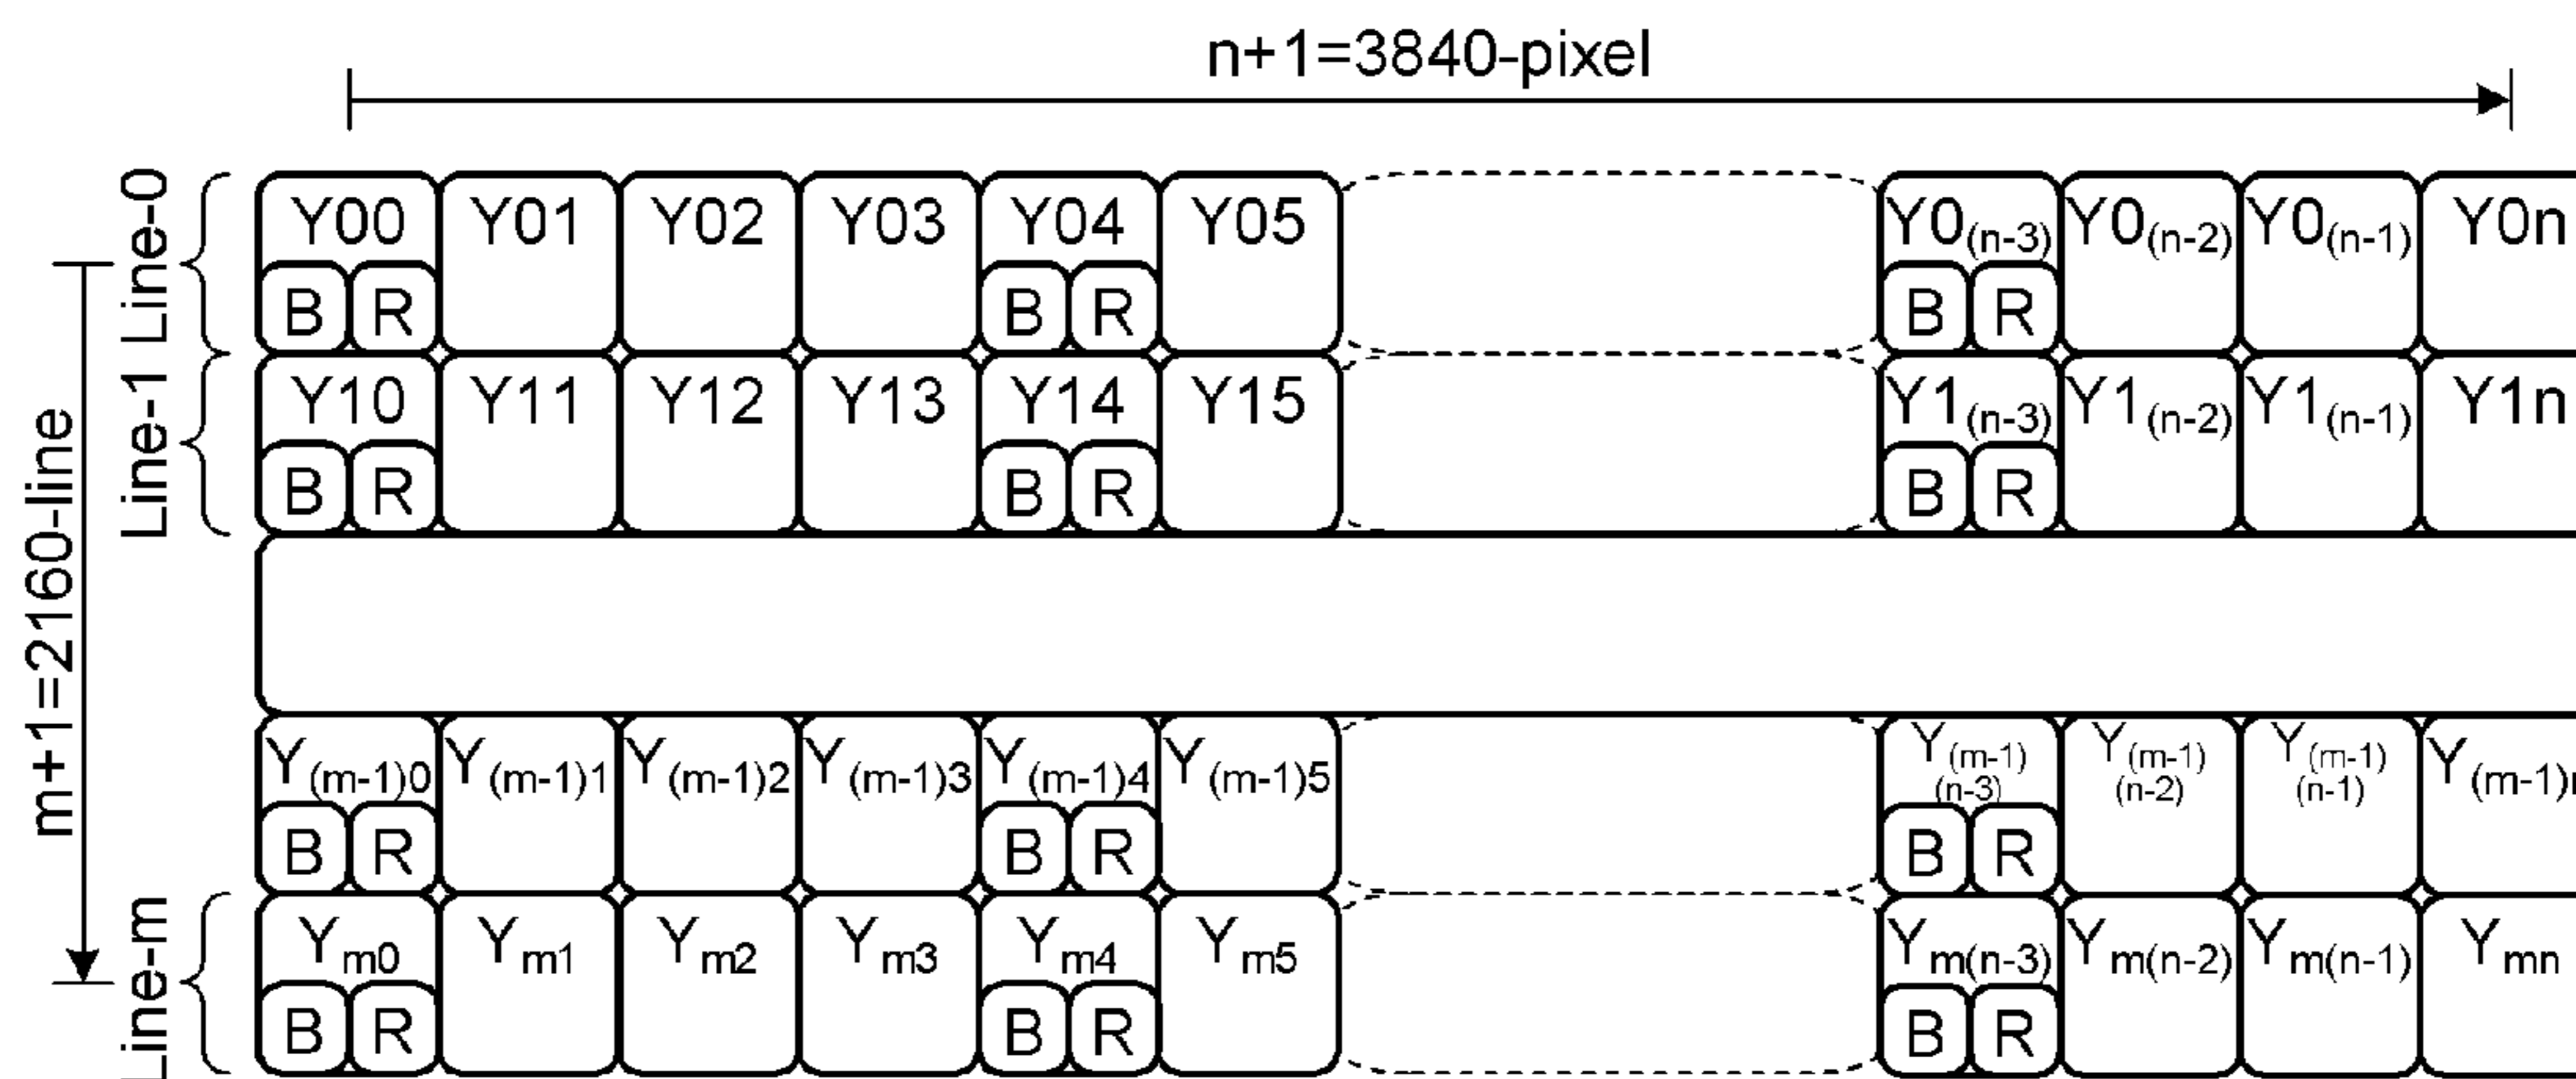 n+1=3840-pixel
m+1=2160-line
Line-0
Y00 Y01 Y02 Y03 Y04 Y05 Y0(n-3) Y0(n-2) Y0(n-1) Y0n
B R B R B R
Line-1
Y10 Y11 Y12 Y13 Y14 Y15 Y1(n-3) Y1(n-2) Y1(n-1) Y1n
B R B R B R
Y(m-1)0 Y(m-1)1 Y(m-1)2 Y(m-1)3 Y(m-1)4 Y(m-1)5 Y(m-1)(n-3) Y(m-1)(n-2) Y(m-1)(n-1) Y(m-1)
B R B R B R
Line-m
Ym0 Ym1 Ym2 Ym3 Ym4 Ym5 Ym(n-3) Ym(n-2) Ym(n-1) Ymn
B R B R B R